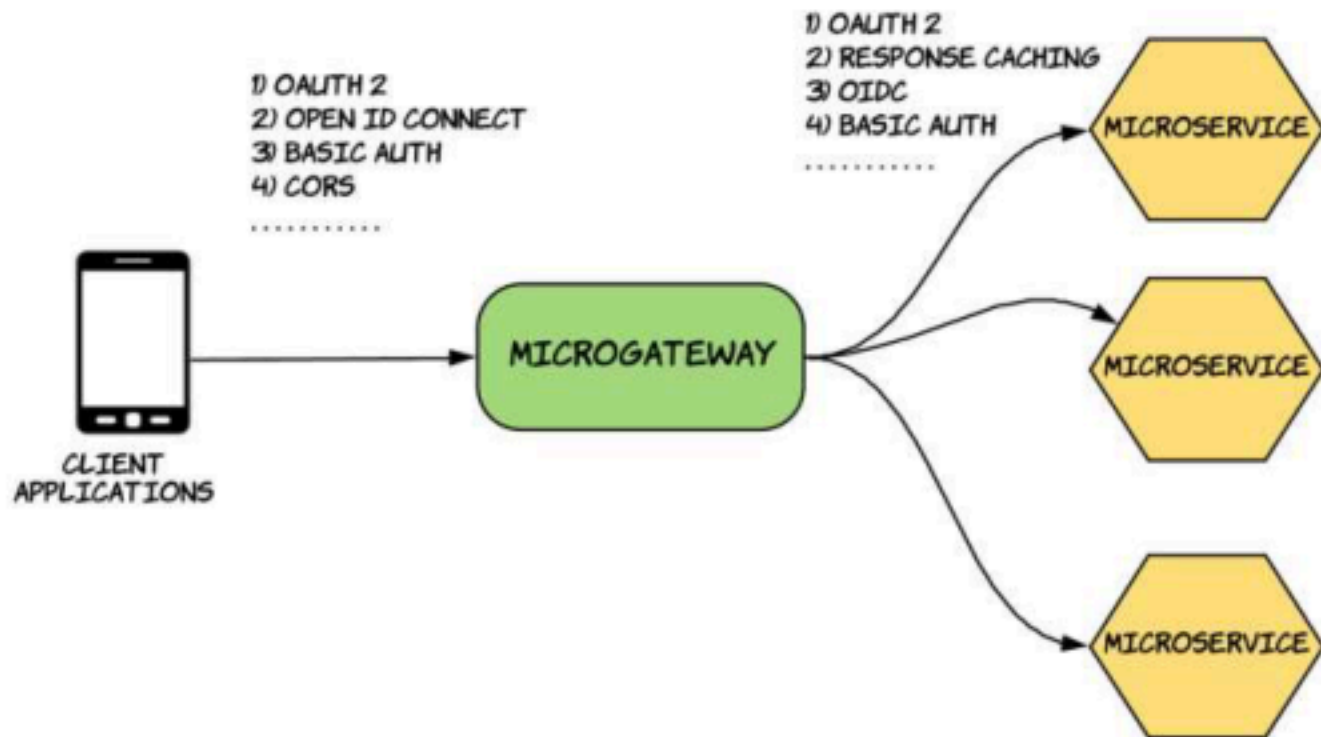 1) OAUTH 2
2) OPEN ID CONNECT
3) BASIC AUTH
4) CORS
...........
1) OAUTH 2
2) RESPONSE CACHING
3) OIDC
4) BASIC AUTH
...........
CLIENT
APPLICATIONS
MICROGATEWAY
MICROSERVICE
MICROSERVICE
MICROSERVICE